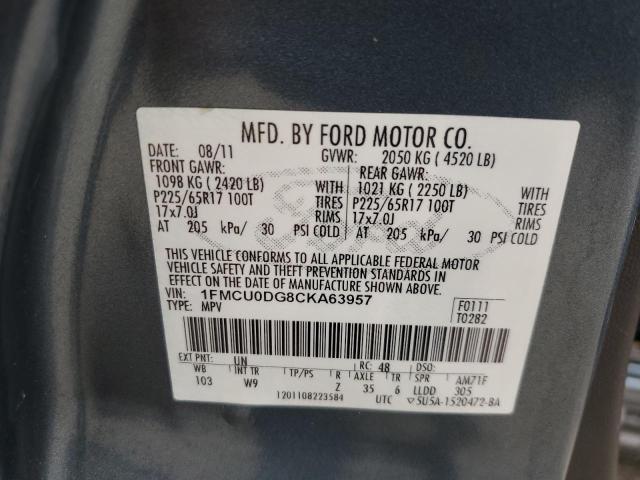 MFD. BY FORD MOTOR CO.
DATE: 08/11 GVWR: 2050 KG ( 4520 LB)
FRONT GAWR: REAR GAWR:
1098 KG ( 2420 LB) WITH 1021 KG ( 2250 LB) WITH
P225/65R17 100T TIRES P225/65R17 100T TIRES
17x7.0J RIMS 17x7.0J RIMS
AT 205 kPa/ 30 PSI COLD AT 205 kPa/ 30 PSI COLD
THIS VEHICLE CONFORMS TO ALL APPLICABLE FEDERAL MOTOR
VEHICLE SAFETY AND THEFT PREVENTION STANDARDS IN
EFFECT ON THE DATE OF MANUFACTURE SHOWN ABOVE.
VIN: 1FMCU0DG8CKA63957 F0111
TYPE: MPV T0282
EXT PNT: UN RC: 48 DSO:
WB INT TR TP/PS R AXLE TR SPR AM71F
103 W9 Z 35 6 LLDD 305
1201108223584 UTC ▽5U5A-1520472-BA
Ford